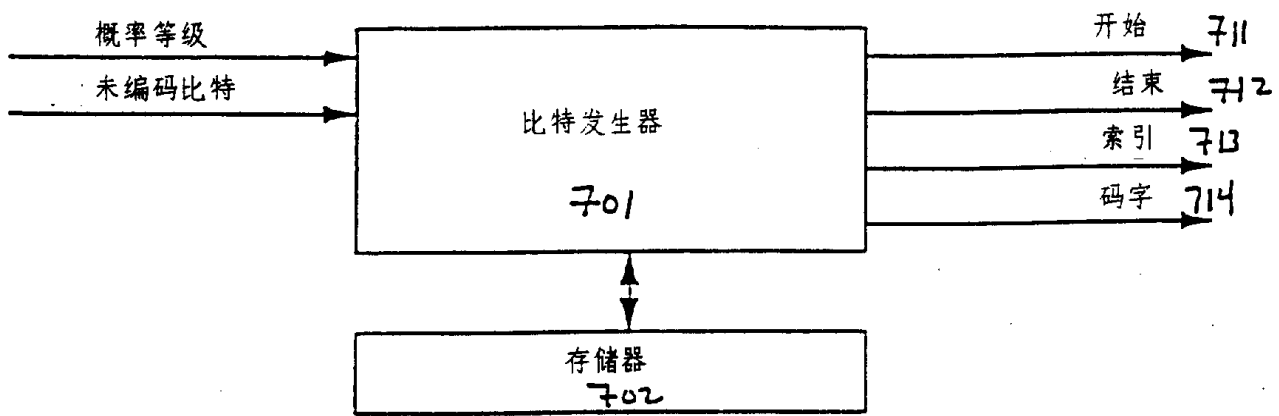 概率等级
未编码比特
比特发生器
701
开始 711
结束 712
索引 713
码字 714
存储器
702